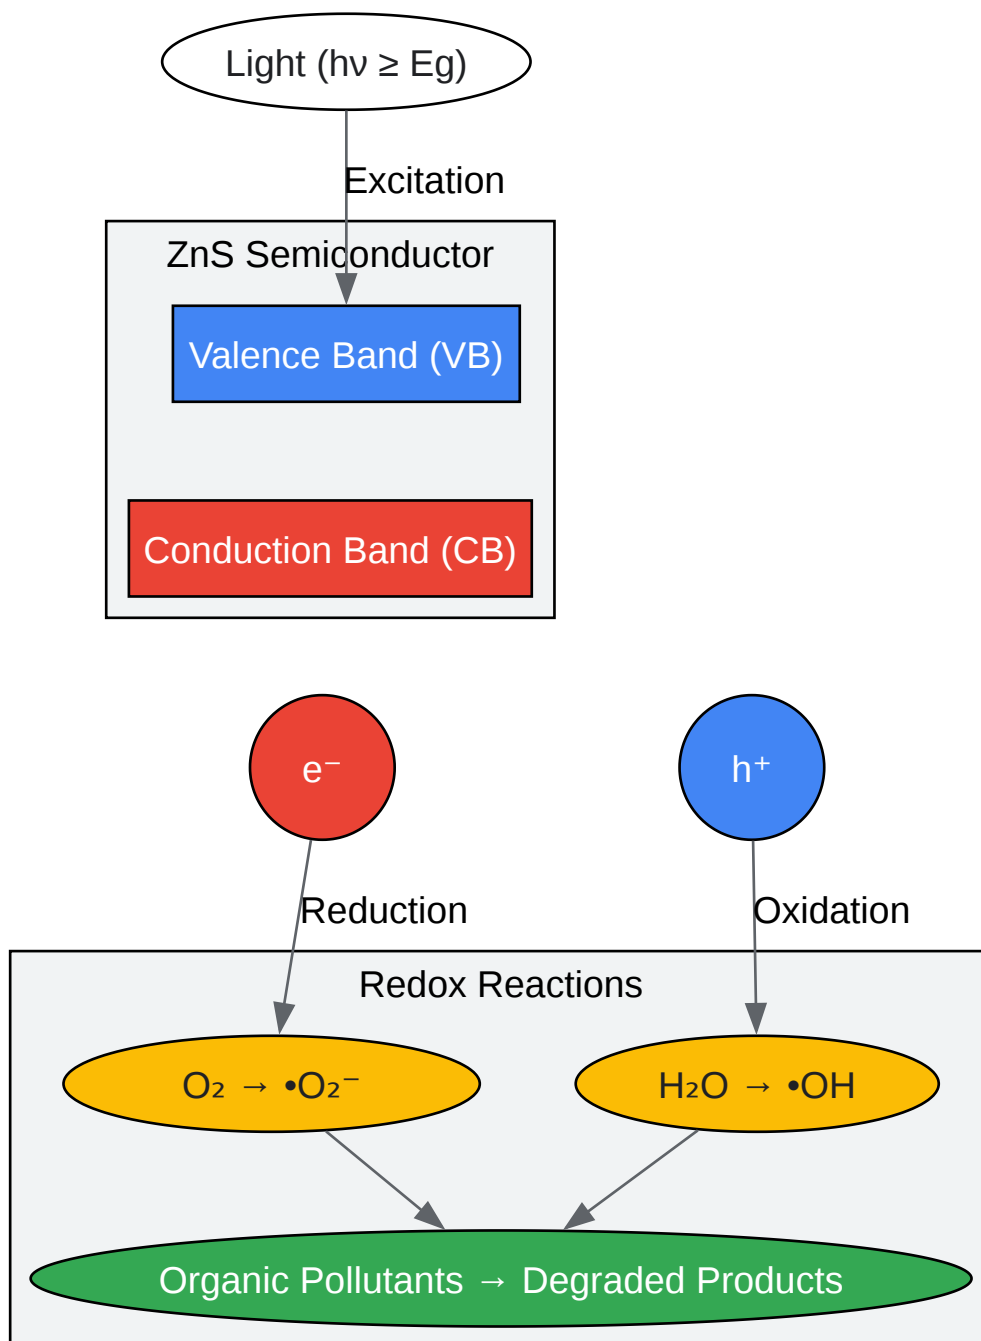 Light (hν ≥ Eg)
Excitation
ZnS Semiconductor
Valence Band (VB)
Conduction Band (CB)
e⁻
h⁺
Reduction
Oxidation
Redox Reactions
O₂ → •O₂⁻
H₂O → •OH
Organic Pollutants → Degraded Products